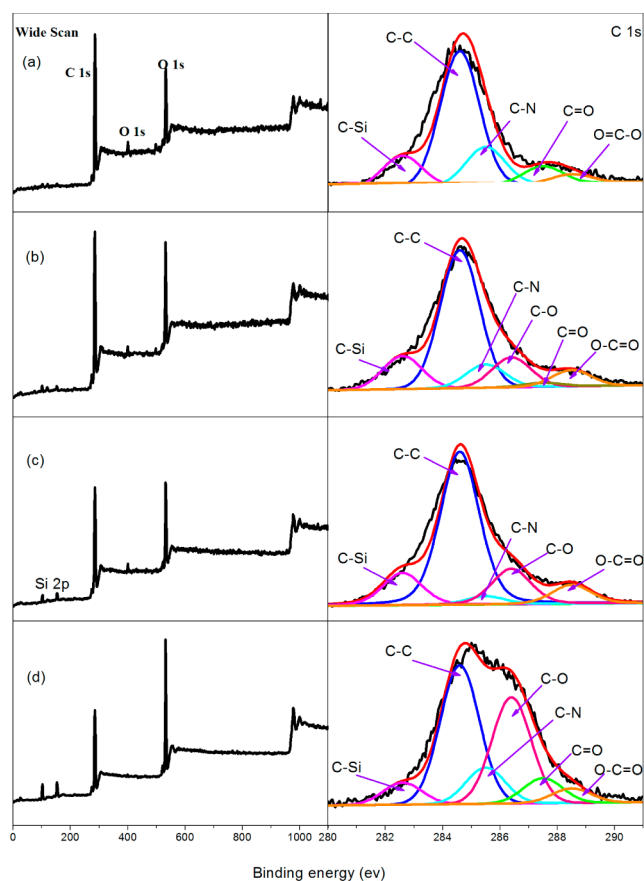 Wide Scan
(a)
C 1s
O 1s
O 1s
C 1s
C-C
C-N
C=O
O=C-O
C-Si
(b)
C-C
C-N
C-O
C=O
O-C=O
C-Si
(c)
Si 2p
C-C
C-N
C-O
O-C=O
C-Si
(d)
C-C
C-O
C-N
C=O
O-C=O
C-Si
0 200 400 600 800 1000 280 282 284 286 288 290
Binding energy (ev)